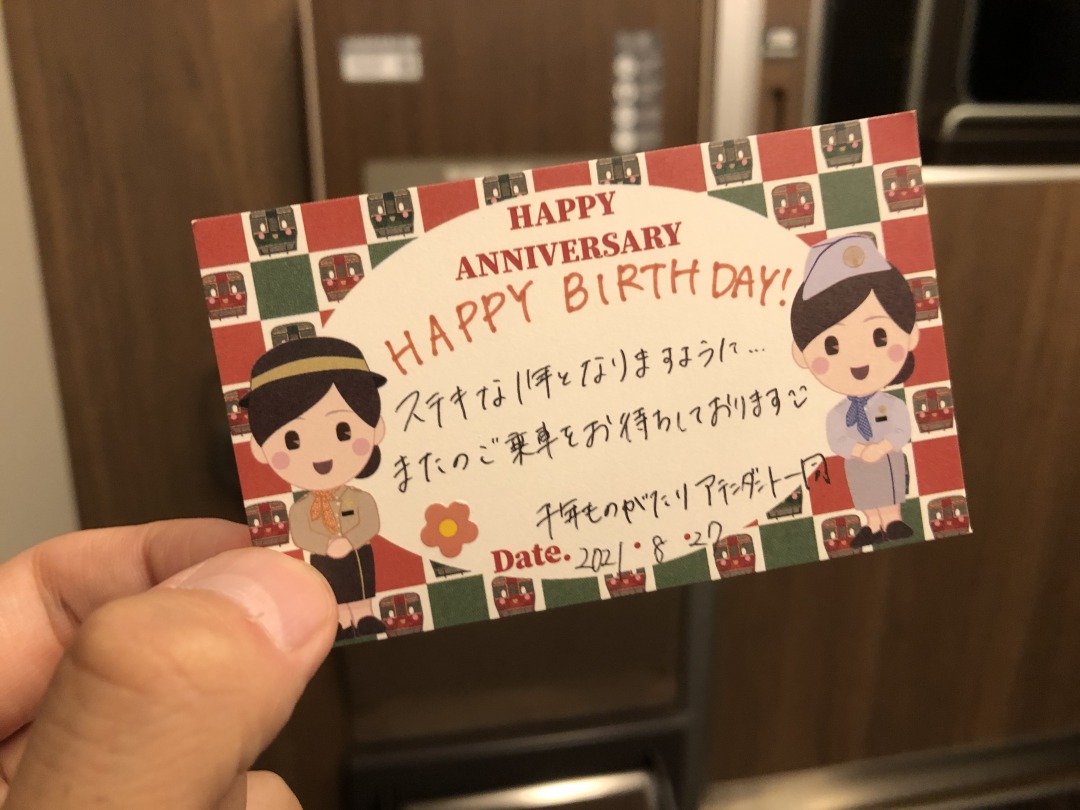 HAPPY
ANNIVERSARY
HAPPY BIRTHDAY!
ステキな1年となりますように…
またのご乗車をお待ちしております
千年ものがたり アテンダント一同
Date. 2021・8・27